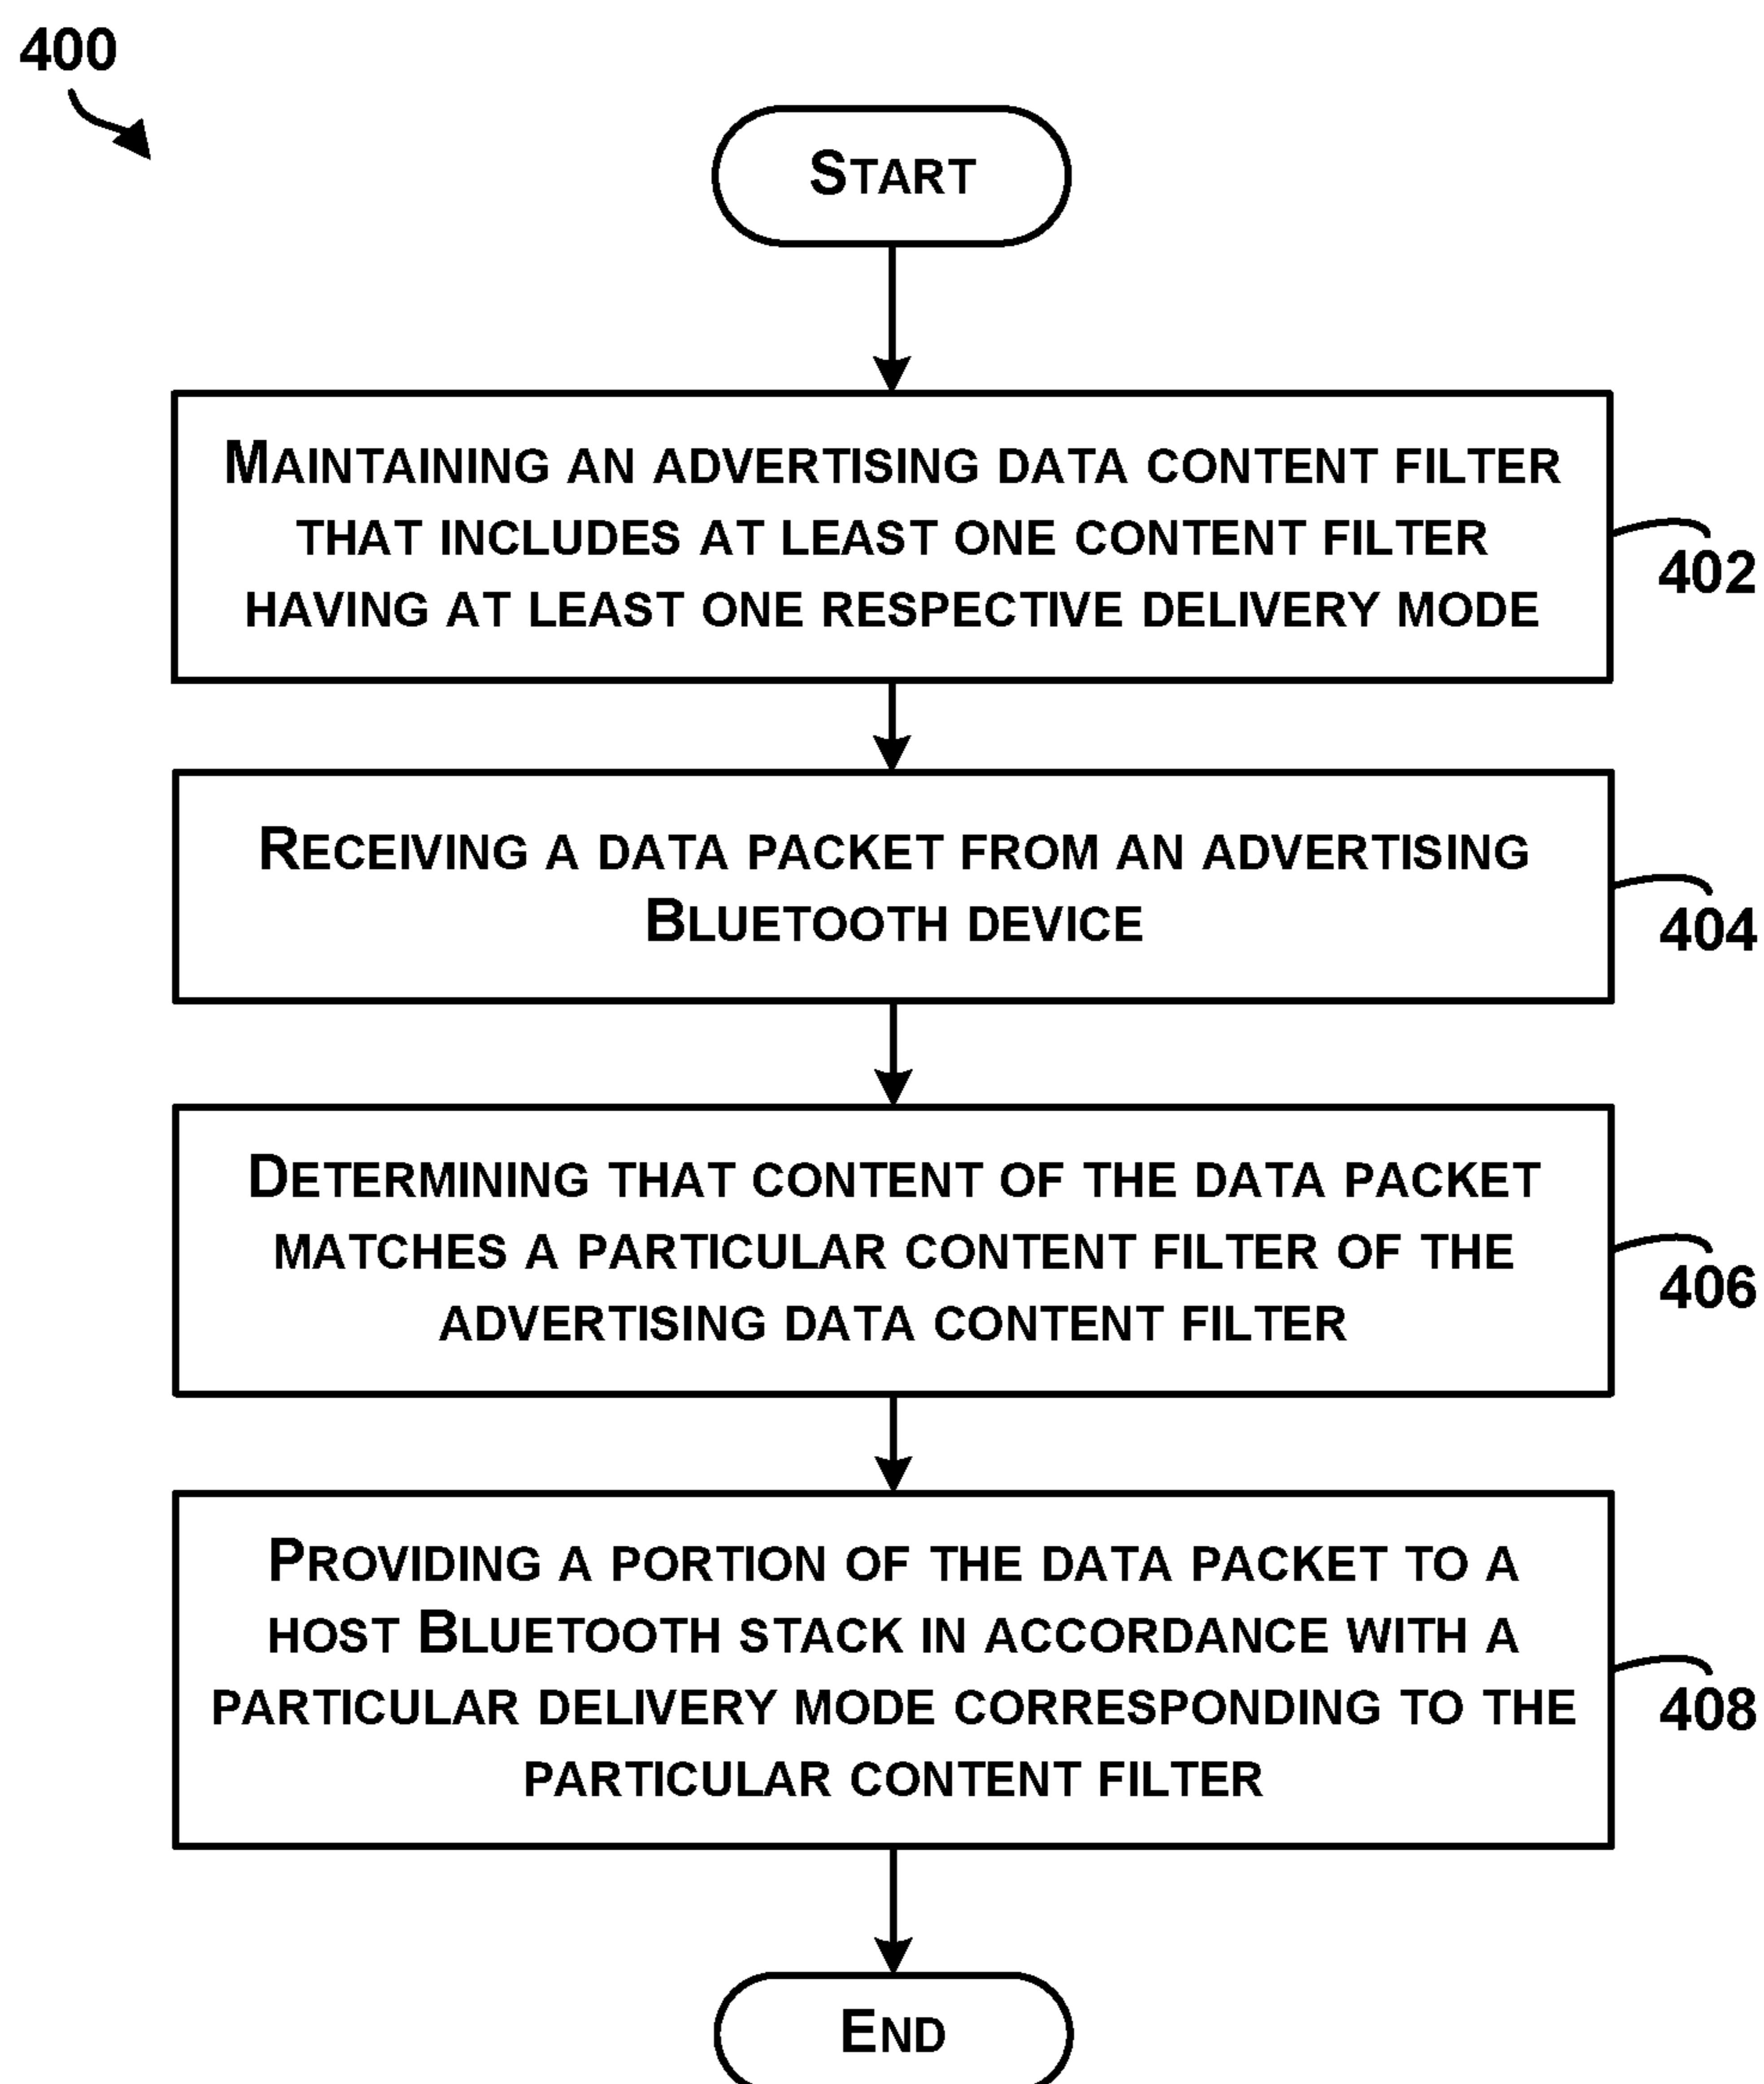 400
START
MAINTAINING AN ADVERTISING DATA CONTENT FILTER
THAT INCLUDES AT LEAST ONE CONTENT FILTER
HAVING AT LEAST ONE RESPECTIVE DELIVERY MODE
402
RECEIVING A DATA PACKET FROM AN ADVERTISING
BLUETOOTH DEVICE
404
DETERMINING THAT CONTENT OF THE DATA PACKET
MATCHES A PARTICULAR CONTENT FILTER OF THE
ADVERTISING DATA CONTENT FILTER
406
PROVIDING A PORTION OF THE DATA PACKET TO A
HOST BLUETOOTH STACK IN ACCORDANCE WITH A
PARTICULAR DELIVERY MODE CORRESPONDING TO THE
PARTICULAR CONTENT FILTER
408
END